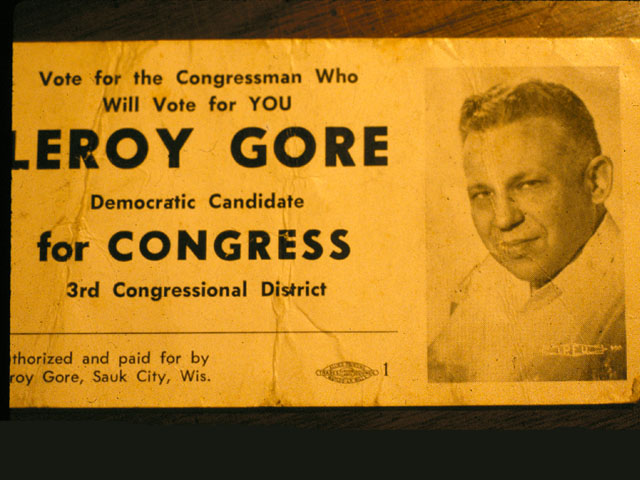 Vote for the Congressman Who
Will Vote for YOU
LEROY GORE
Democratic Candidate
for CONGRESS
3rd Congressional District
thorized and paid for by
roy Gore, Sauk City, Wis.
1